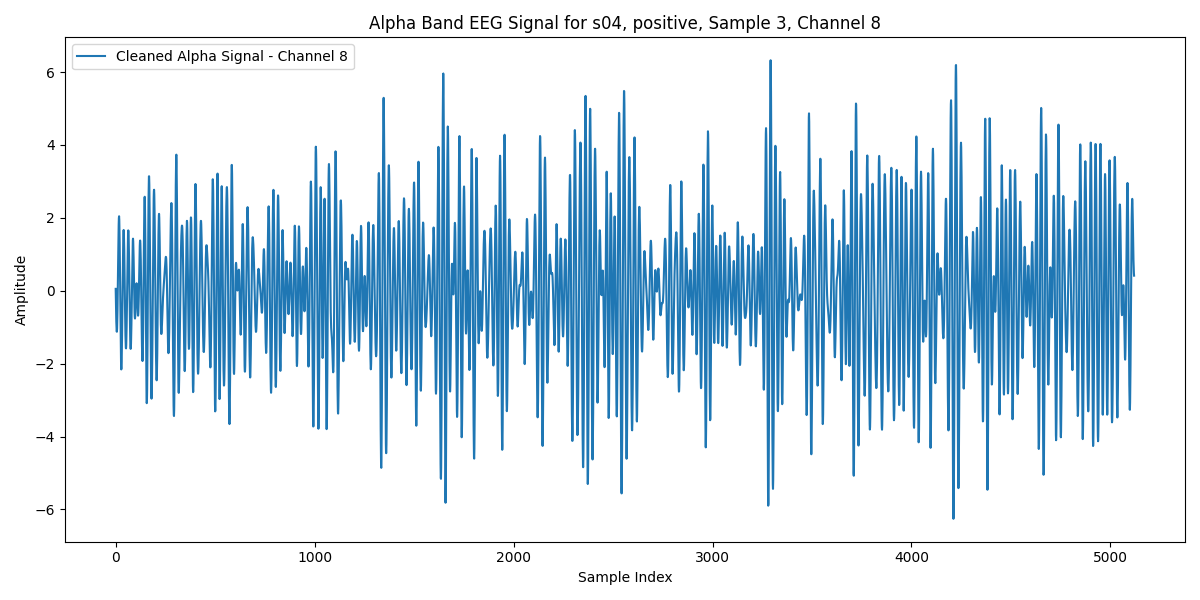 Alpha Band EEG Signal for s04, positive, Sample 3, Channel 8
Cleaned Alpha Signal - Channel 8
Amplitude
6
4
2
0
−2
−4
−6
0 1000 2000 3000 4000 5000
Sample Index